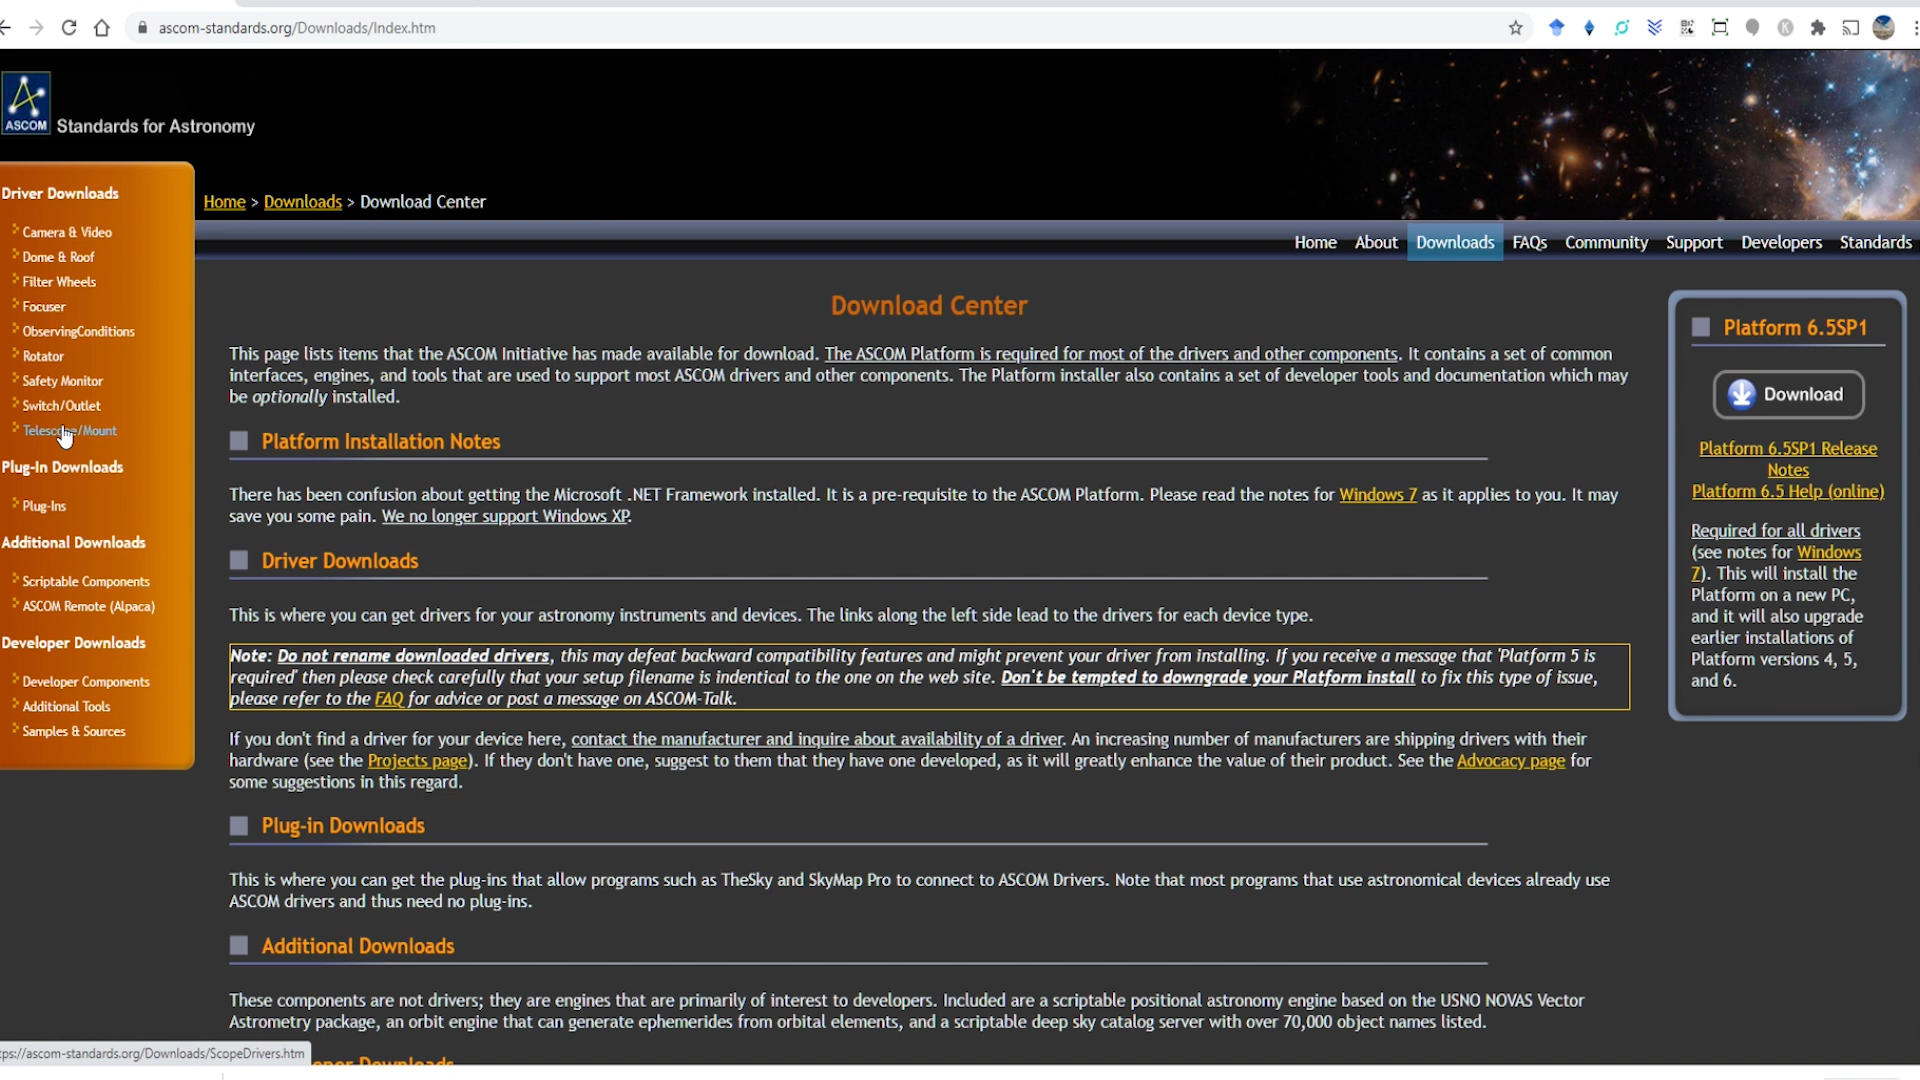 ascom-standards.org/Downloads/Index.htm
K
ASCOM
Standards for Astronomy
Driver Downloads
Camera & Video
Dome & Roof
Filter Wheels
Focuser
ObservingConditions
Rotator
Safety Monitor
Switch/Outlet
Telescope/Mount
Plug-In Downloads
Plug-Ins
Additional Downloads
Scriptable Components
ASCOM Remote (Alpaca)
Developer Downloads
Developer Components
Additional Tools
Samples & Sources
Home > Downloads > Download Center
Home About Downloads FAQs Community Support Developers Standards
Download Center
This page lists items that the ASCOM Initiative has made available for download. The ASCOM Platform is required for most of the drivers and other components. It contains a set of common
interfaces, engines, and tools that are used to support most ASCOM drivers and other components. The Platform installer also contains a set of developer tools and documentation which may
be optionally installed.
Platform Installation Notes
There has been confusion about getting the Microsoft .NET Framework installed. It is a pre-requisite to the ASCOM Platform. Please read the notes for Windows 7 as it applies to you. It may
save you some pain. We no longer support Windows XP.
Driver Downloads
This is where you can get drivers for your astronomy instruments and devices. The links along the left side lead to the drivers for each device type.
Note: Do not rename downloaded drivers, this may defeat backward compatibility features and might prevent your driver from installing. If you receive a message that 'Platform 5 is
required' then please check carefully that your setup filename is indentical to the one on the web site. Don't be tempted to downgrade your Platform install to fix this type of issue,
please refer to the FAQ for advice or post a message on ASCOM-Talk.
If you don't find a driver for your device here, contact the manufacturer and inquire about availability of a driver. An increasing number of manufacturers are shipping drivers with their
hardware (see the Projects page). If they don't have one, suggest to them that they have one developed, as it will greatly enhance the value of their product. See the Advocacy page for
some suggestions in this regard.
Plug-in Downloads
This is where you can get the plug-ins that allow programs such as TheSky and SkyMap Pro to connect to ASCOM Drivers. Note that most programs that use astronomical devices already use
ASCOM drivers and thus need no plug-ins.
Additional Downloads
These components are not drivers; they are engines that are primarily of interest to developers. Included are a scriptable positional astronomy engine based on the USNO NOVAS Vector
Astrometry package, an orbit engine that can generate ephemerides from orbital elements, and a scriptable deep sky catalog server with over 70,000 object names listed.
oper Downloads
Platform 6.5SP1
Download
Platform 6.5SP1 Release
Notes
Platform 6.5 Help (online)
Required for all drivers
(see notes for Windows
7). This will install the
Platform on a new PC,
and it will also upgrade
earlier installations of
Platform versions 4, 5,
and 6.
tps://ascom-standards.org/Downloads/ScopeDrivers.htm